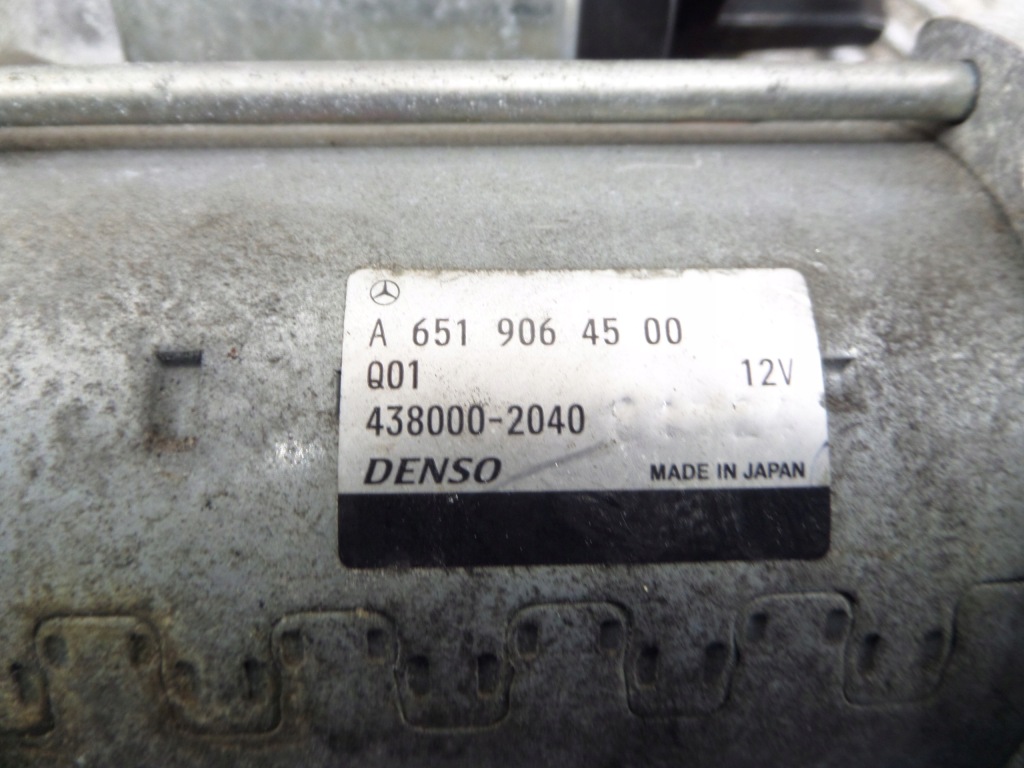 A 651 906 45 00
Q01 12V
438000-2040
DENSO MADE IN JAPAN